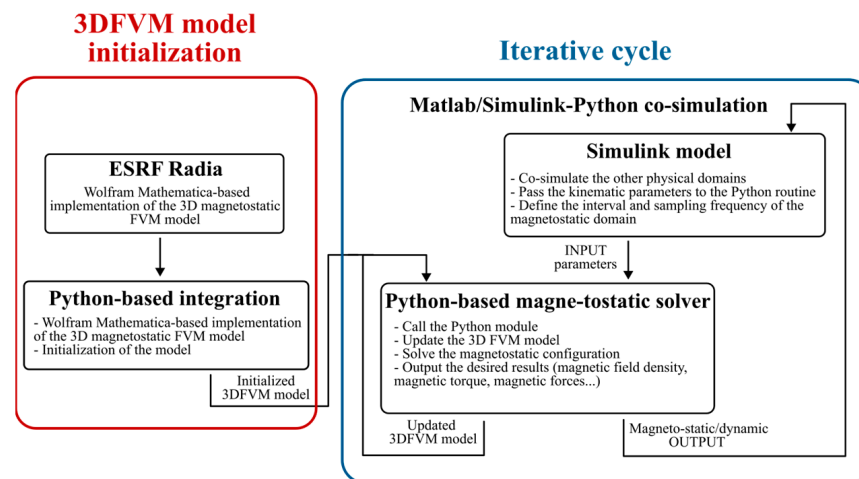 3DFVM model
initialization
ESRF Radia
Wolfram Mathematica-based
implementation of the 3D magnetostatic
FVM model
Python-based integration
- Wolfram Mathematica-based implementation
of the 3D magnetostatic FVM model
- Initialization of the model
Initialized
3DFVM model
Iterative cycle
Matlab/Simulink-Python co-simulation
Simulink model
- Co-simulate the other physical domains
- Pass the kinematic parameters to the Python routine
- Define the interval and sampling frequency of the
magnetostatic domain
INPUT
parameters
Python-based magne-tostatic solver
- Call the Python module
- Update the 3D FVM model
- Solve the magnetostatic configuration
- Output the desired results (magnetic field density,
magnetic torque, magnetic forces...)
Updated
3DFVM model
Magneto-static/dynamic
OUTPUT